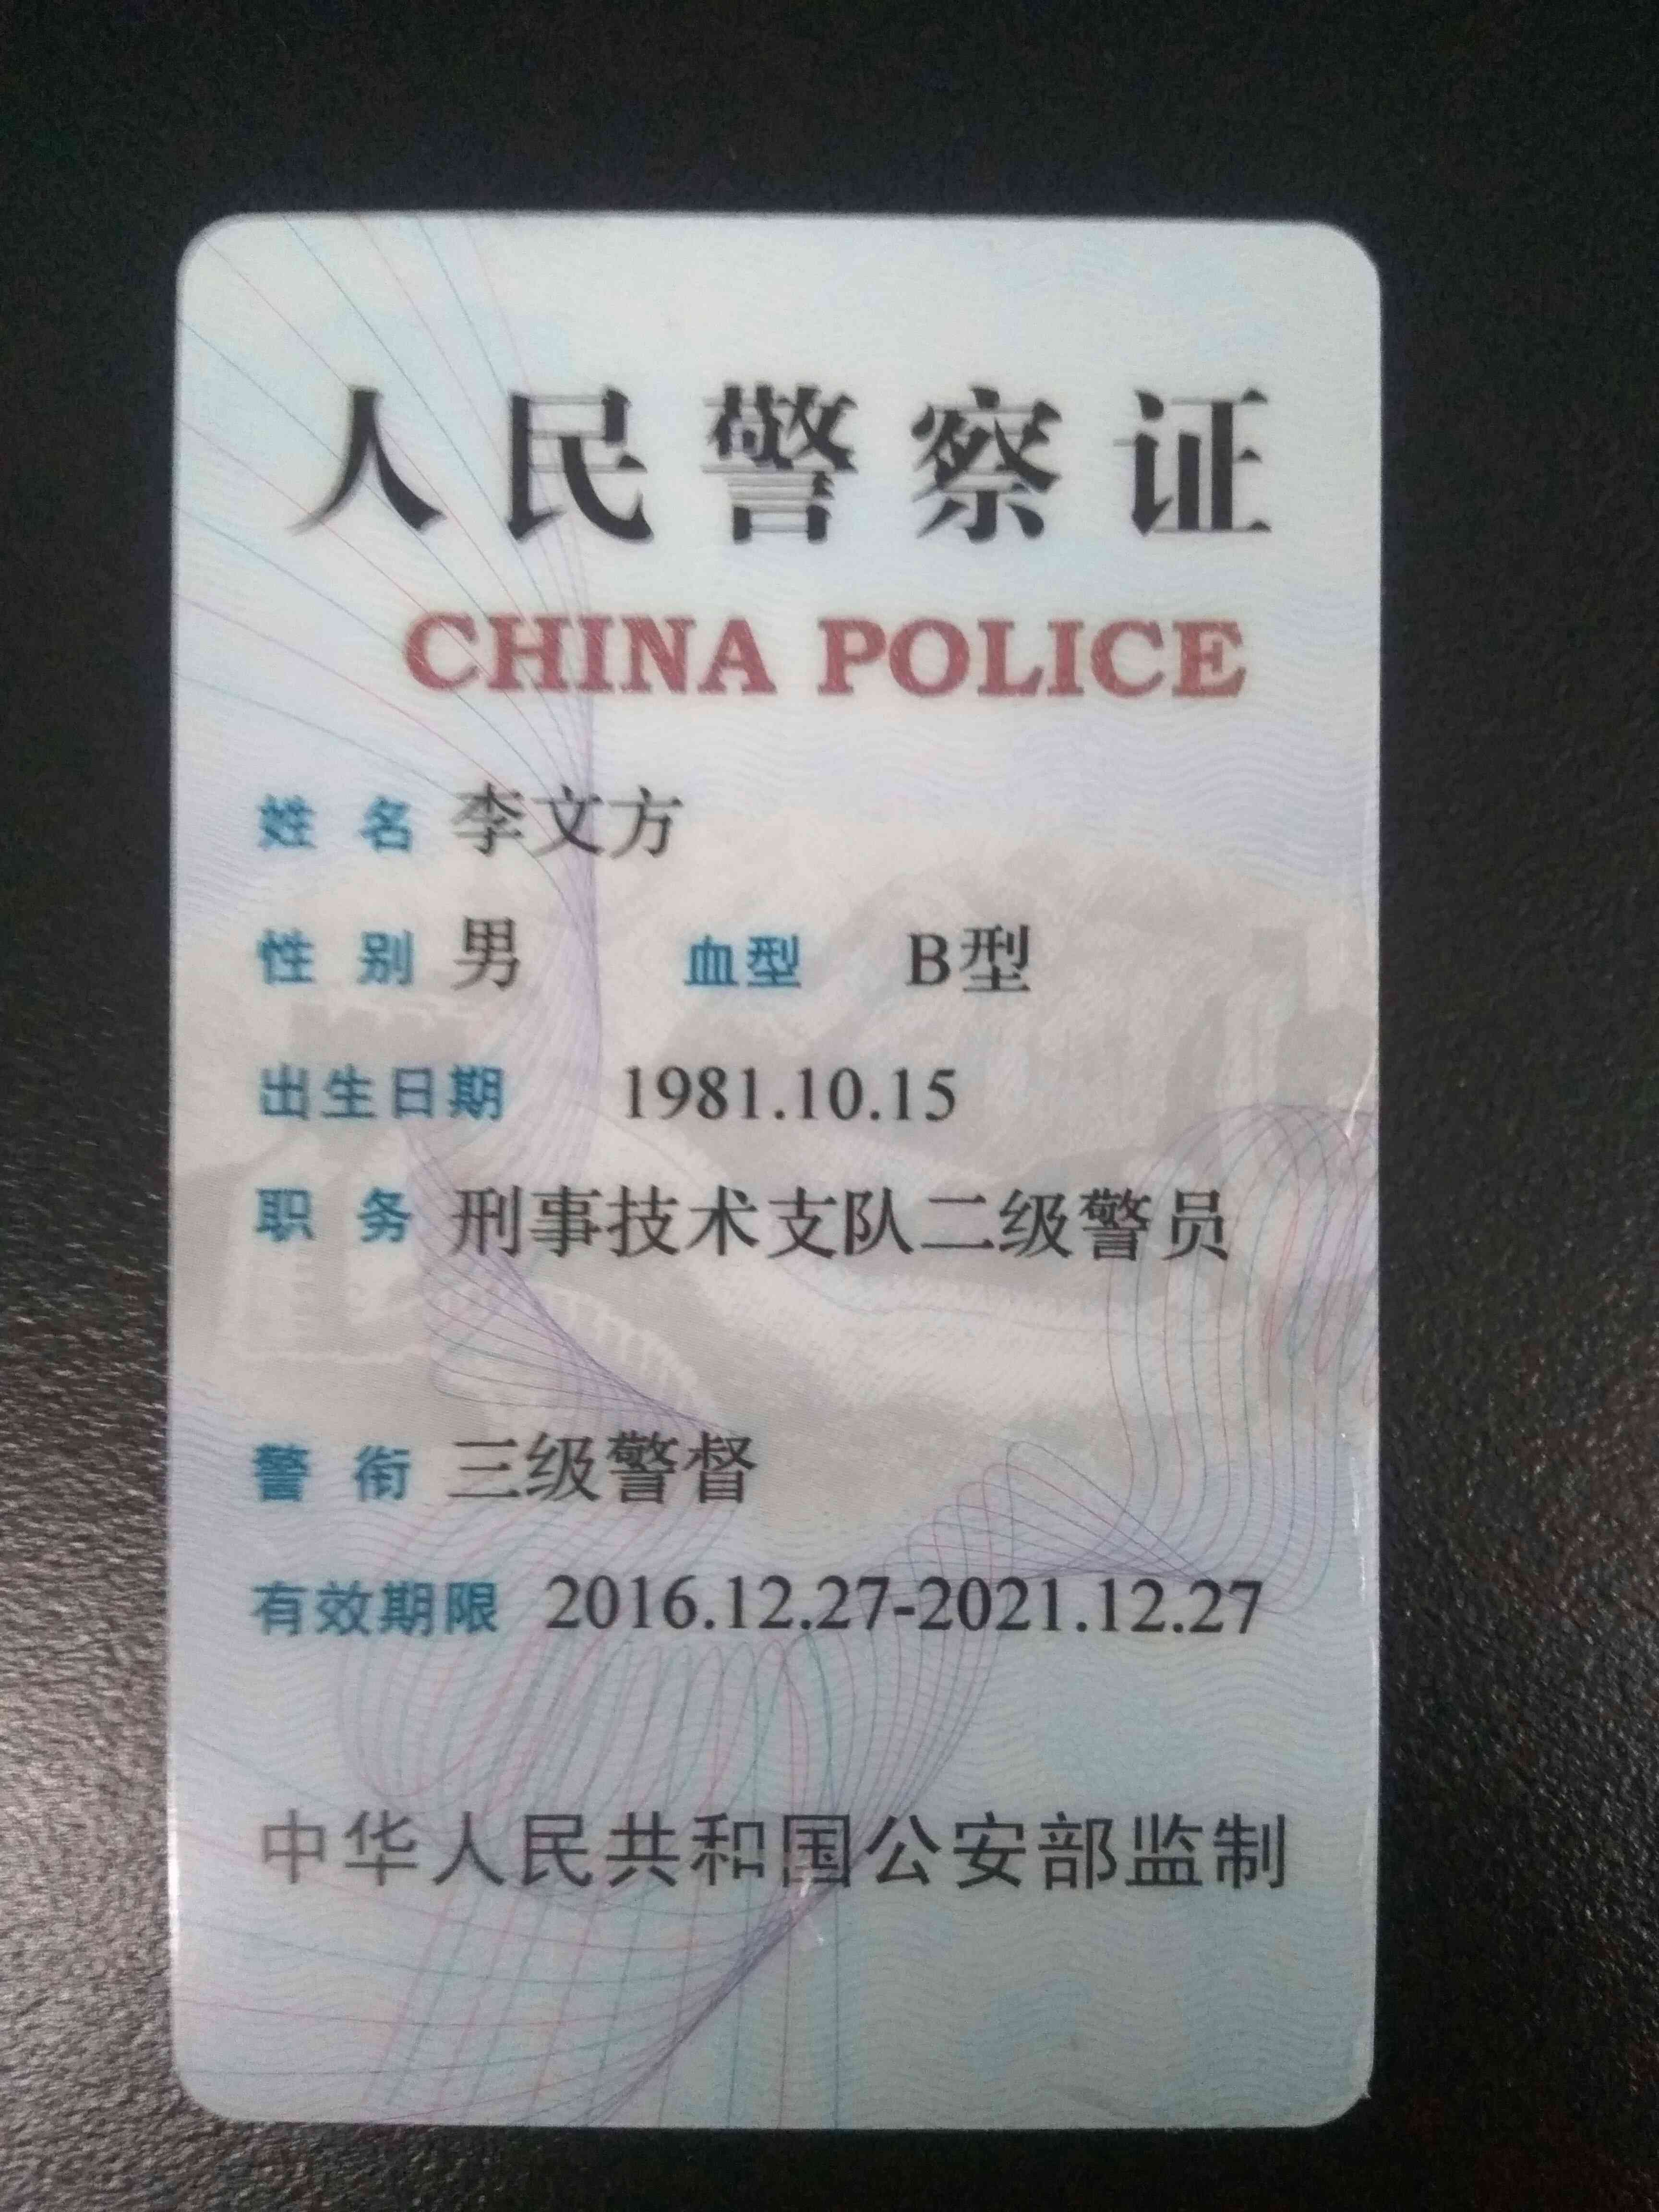 人民警察证
CHINA POLICE
姓 名 李文方
性 别 男 血型 B型
出生日期 1981.10.15
职 务 刑事技术支队二级警员
警 衔 三级警督
有效期限 2016.12.27-2021.12.27
中华人民共和国公安部监制